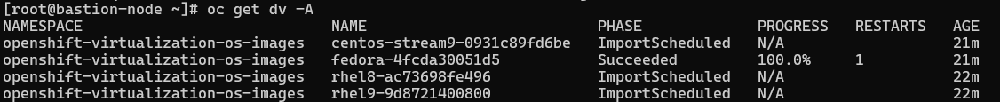 [root@bastion-node ~]# oc get dv -A
NAMESPACE NAME PHASE PROGRESS RESTARTS AGE
openshift-virtualization-os-images centos-stream9-0931c89fd6be ImportScheduled N/A 21m
openshift-virtualization-os-images fedora-4fcda30051d5 Succeeded 100.0% 1 21m
openshift-virtualization-os-images rhel8-ac73698fe496 ImportScheduled N/A 22m
openshift-virtualization-os-images rhel9-9d8721400800 ImportScheduled N/A 22m